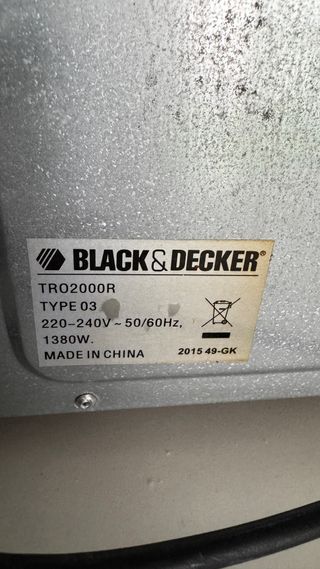 BLACK&DECKER®
TRO2000R
TYPE 03
220-240V ~ 50/60Hz,
1380W.
MADE IN CHINA
2015 49-GK